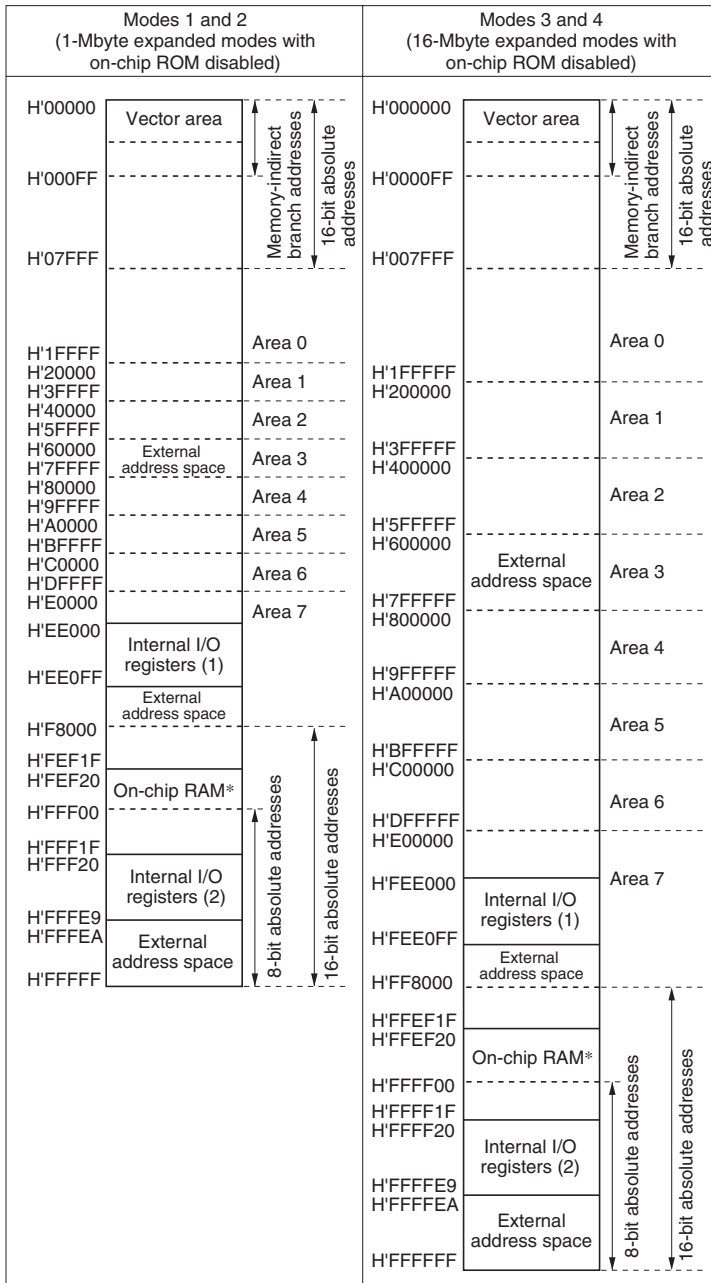 Modes 1 and 2
(1-Mbyte expanded modes with
on-chip ROM disabled)
H'00000
Vector area
H'000FF
H'07FFF
Memory-indirect
branch addresses
16-bit absolute
addresses
H'1FFFF
Area 0
H'20000
H'3FFFF
Area 1
H'40000
H'5FFFF
Area 2
H'60000
H'7FFFF
External
address space
Area 3
H'80000
H'9FFFF
Area 4
H'A0000
H'BFFFF
Area 5
H'C0000
H'DFFFF
Area 6
H'E0000
Area 7
H'EE000
Internal I/O
registers (1)
H'EE0FF
External
address space
H'F8000
H'FEF1F
H'FEF20
On-chip RAM*
H'FFF00
H'FFF1F
H'FFF20
Internal I/O
registers (2)
H'FFFE9
H'FFFEA
External
address space
H'FFFFF
8-bit absolute addresses
16-bit absolute addresses
Modes 3 and 4
(16-Mbyte expanded modes with
on-chip ROM disabled)
H'000000
Vector area
H'0000FF
H'007FFF
Memory-indirect
branch addresses
16-bit absolute
addresses
Area 0
H'1FFFFF
H'200000
Area 1
H'3FFFFF
H'400000
Area 2
H'5FFFFF
H'600000
External
address space
Area 3
H'7FFFFF
H'800000
Area 4
H'9FFFFF
H'A00000
Area 5
H'BFFFFF
H'C00000
Area 6
H'DFFFFF
H'E00000
Area 7
H'FEE000
Internal I/O
registers (1)
H'FEE0FF
External
address space
H'FF8000
H'FFEF1F
H'FFEF20
On-chip RAM*
H'FFFF00
H'FFFF1F
H'FFFF20
Internal I/O
registers (2)
H'FFFFE9
H'FFFFEA
External
address space
H'FFFFFF
8-bit absolute addresses
16-bit absolute addresses